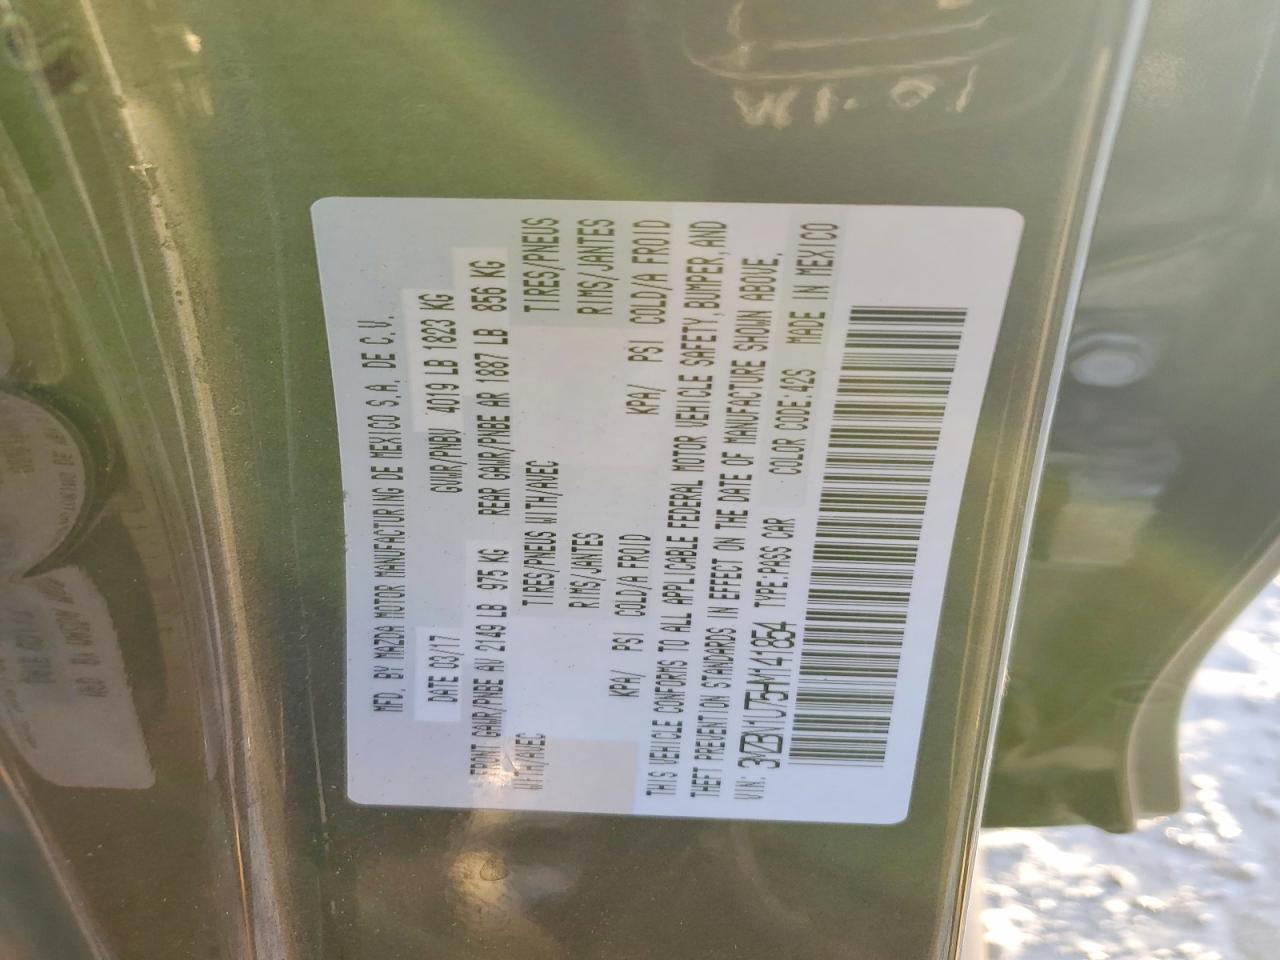 MFD. BY MAZDA MOTOR MANUFACTURING DE MEXICO S.A. DE C.V.
DATE 03/17 GVWR/PNBV 4019 LB 1823 KG
FRONT GAWR/PNBE AV 2149 LB 975 KG REAR GAWR/PNBE AR 1887 LB 856 KG
WITH/AVEC TIRES/PNEUS WITH/AVEC TIRES/PNEUS
RIMS/JANTES RIMS/JANTES
KPA/ PSI COLD/A FROID KPA/ PSI COLD/A FROID
THIS VEHICLE CONFORMS TO ALL APPLICABLE FEDERAL MOTOR VEHICLE SAFETY, BUMPER, AND
THEFT PREVENTION STANDARDS IN EFFECT ON THE DATE OF MANUFACTURE SHOWN ABOVE.
VIN: 3MZBN1U75HM141654 TYPE:PASS CAR COLOR CODE:42S MADE IN MEXICO